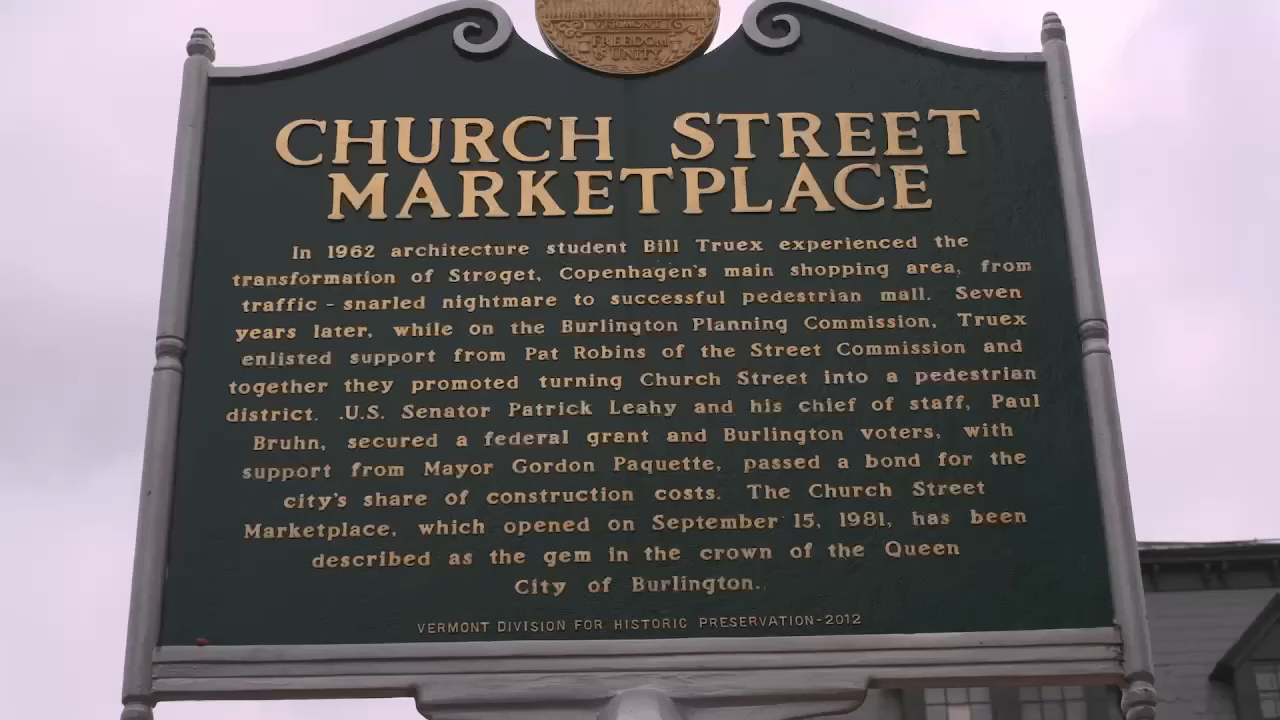 VERMONT
FREEDOM
& UNITY
CHURCH STREET
MARKETPLACE
In 1962 architecture student Bill Truex experienced the
transformation of Strøget, Copenhagen's main shopping area, from
traffic - snarled nightmare to successful pedestrian mall. Seven
years later, while on the Burlington Planning Commission, Truex
enlisted support from Pat Robins of the Street Commission and
together they promoted turning Church Street into a pedestrian
district. .U.S. Senator Patrick Leahy and his chief of staff, Paul
Bruhn, secured a federal grant and Burlington voters, with
support from Mayor Gordon Paquette, passed a bond for the
city's share of construction costs. The Church Street
Marketplace, which opened on September 15, 1981, has been
described as the gem in the crown of the Queen
City of Burlington.
VERMONT DIVISION FOR HISTORIC PRESERVATION-2012